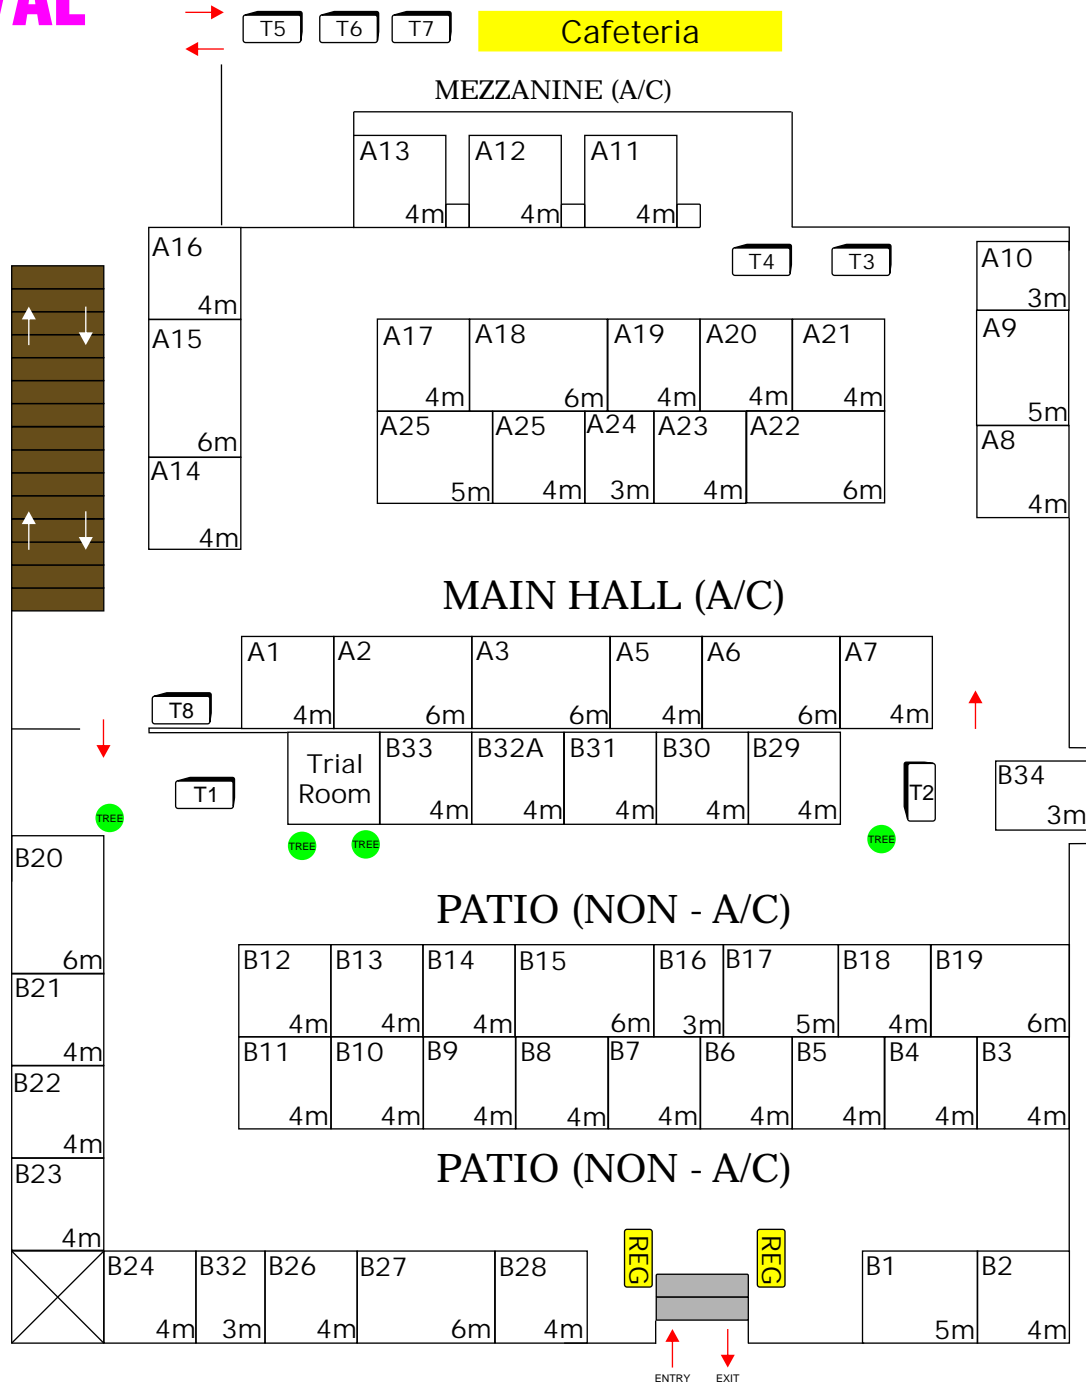 VAL
T5 T6 T7 Cafeteria
MEZZANINE (A/C)
A13 A12 A11
4m 4m 4m
A16
4m
T4 T3
A10
3m
A15
6m
A9
5m
A17 A18 A19 A20 A21
4m 6m 4m 4m 4m
A25 A25 A24 A23 A22
5m 4m 3m 4m 6m
A8
4m
A14
4m
MAIN HALL (A/C)
A1 A2 A3 A5 A6 A7
4m 6m 6m 4m 6m 4m
T8
T1
Trial
Room
B33 B32A B31 B30 B29
4m 4m 4m 4m 4m
T2
B34
3m
TREE
TREE TREE TREE
B20
6m
PATIO (NON - A/C)
B12 B13 B14 B15 B16 B17 B18 B19
4m 4m 4m 6m 3m 5m 4m 6m
B21
4m
B11 B10 B9 B8 B7 B6 B5 B4 B3
4m 4m 4m 4m 4m 4m 4m 4m 4m
B22
4m
PATIO (NON - A/C)
B23
4m
REG REG
B24 B32 B26 B27 B28 B1 B2
4m 3m 4m 6m 4m 5m 4m
ENTRY EXIT